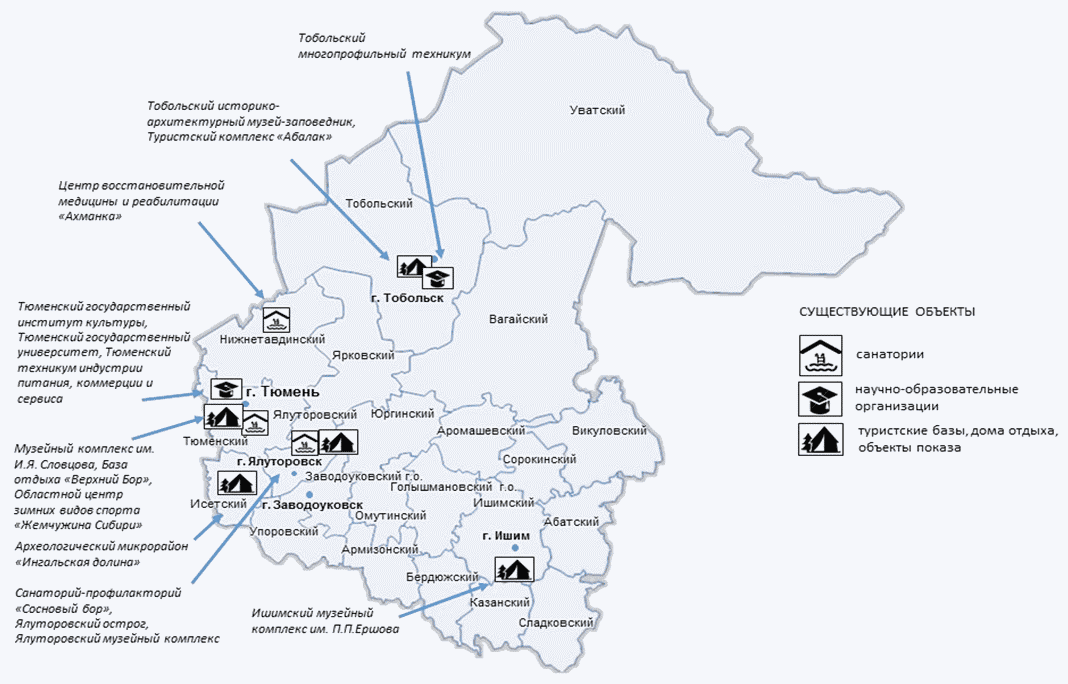 Тобольский
многопрофильный техникум
Тобольский историко-
архитектурный музей-заповедник,
Туристский комплекс «Абалак»
Центр восстановительной
медицины и реабилитации
«Ахманка»
Тюменский государственный
институт культуры,
Тюменский государственный
университет, Тюменский
техникум индустрии
питания, коммерции и
сервиса
Музейный комплекс им.
И.Я. Словцова, База
отдыха «Верхний Бор»,
Областной центр
зимних видов спорта
«Жемчужина Сибири»
Археологический микрорайон
«Ингальская долина»
Санаторий-профилакторий
«Сосновый бор»,
Ялуторовский острог,
Ялуторовский музейный комплекс
Ишимский музейный
комплекс им. П.П.Ершова
Уватский
Тобольский
г. Тобольск
Вагайский
Нижнетавдинский
Ярковский
г. Тюмень
Ялуторовский
Юргинский
Тюменский
Аромашевский
Викуловский
г. Ялуторовск
Сорокинский
Заводоуковский г.о.
Голышмановский г.о.
Исетский
г. Заводоуковск
Ишимский
Омутинский
Абатский
Упоровский
г. Ишим
Армизонский
Бердюжский
Казанский
Сладковский
СУЩЕСТВУЮЩИЕ ОБЪЕКТЫ
санатории
научно-образовательные
организации
туристские базы, дома отдыха,
объекты показа